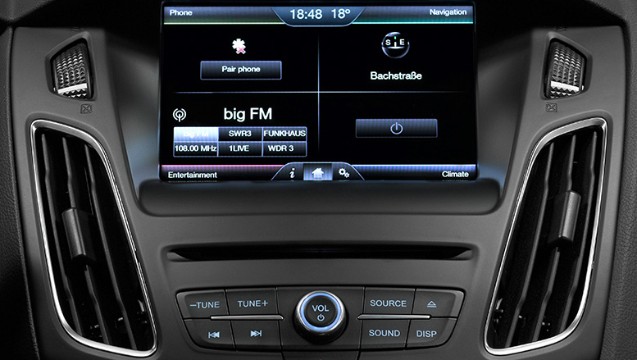 Phone 18:48 18° Navigation
S E
Pair phone
Bachstraße
big FM
SWR3 FUNKHAUS
108.00 MHz 1LIVE WDR 3
Entertainment i Climate
−TUNE TUNE+ VOL SOURCE
SOUND DISP